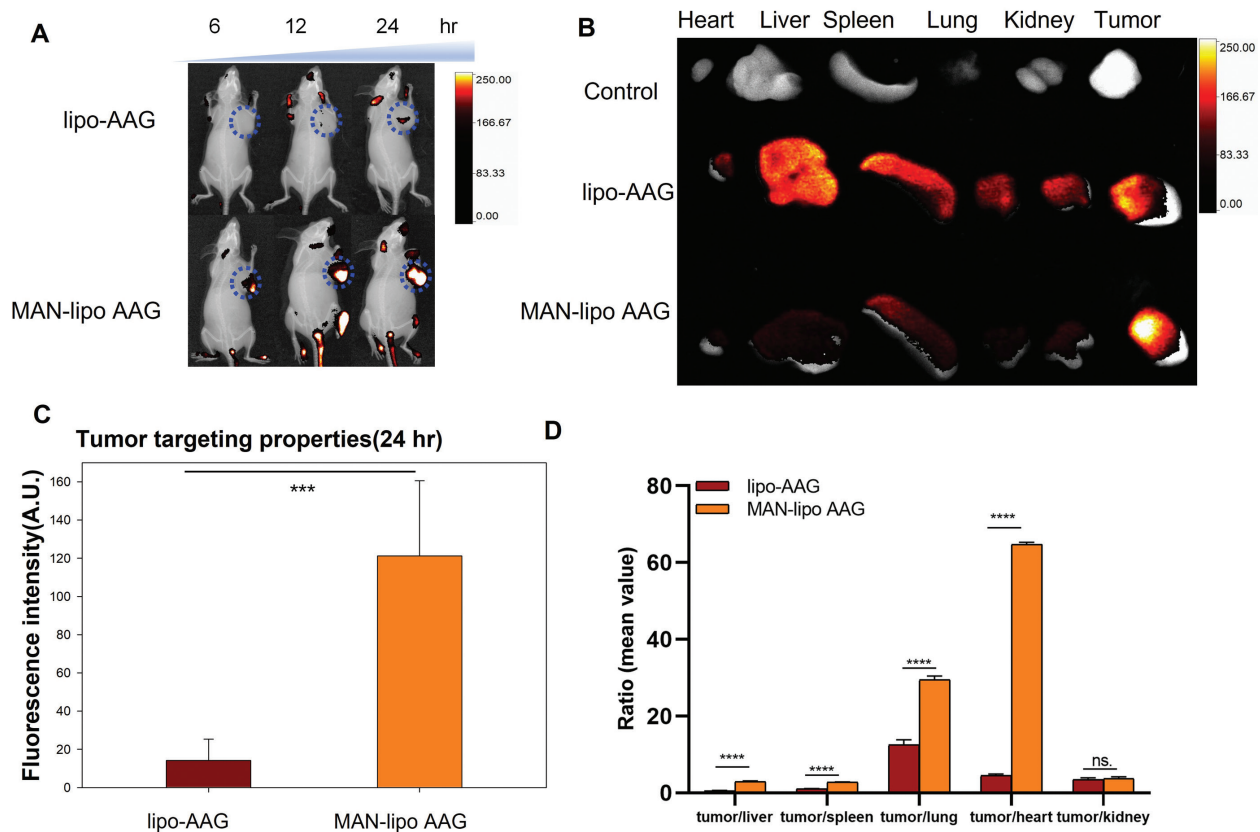 A
6 12 24 hr
lipo-AAG
MAN-lipo AAG
250.00
166.67
83.33
0.00
B
Heart Liver Spleen Lung Kidney Tumor
Control
lipo-AAG
MAN-lipo AAG
250.00
166.67
83.33
0.00
C
Tumor targeting properties(24 hr)
Fluorescence intensity(A.U.)
160
140
120
100
80
60
40
20
0
***
lipo-AAG MAN-lipo AAG
D
lipo-AAG
MAN-lipo AAG
Ratio (mean value)
80
60
40
20
0
****
****
****
****
ns.
tumor/liver tumor/spleen tumor/lung tumor/heart tumor/kidney